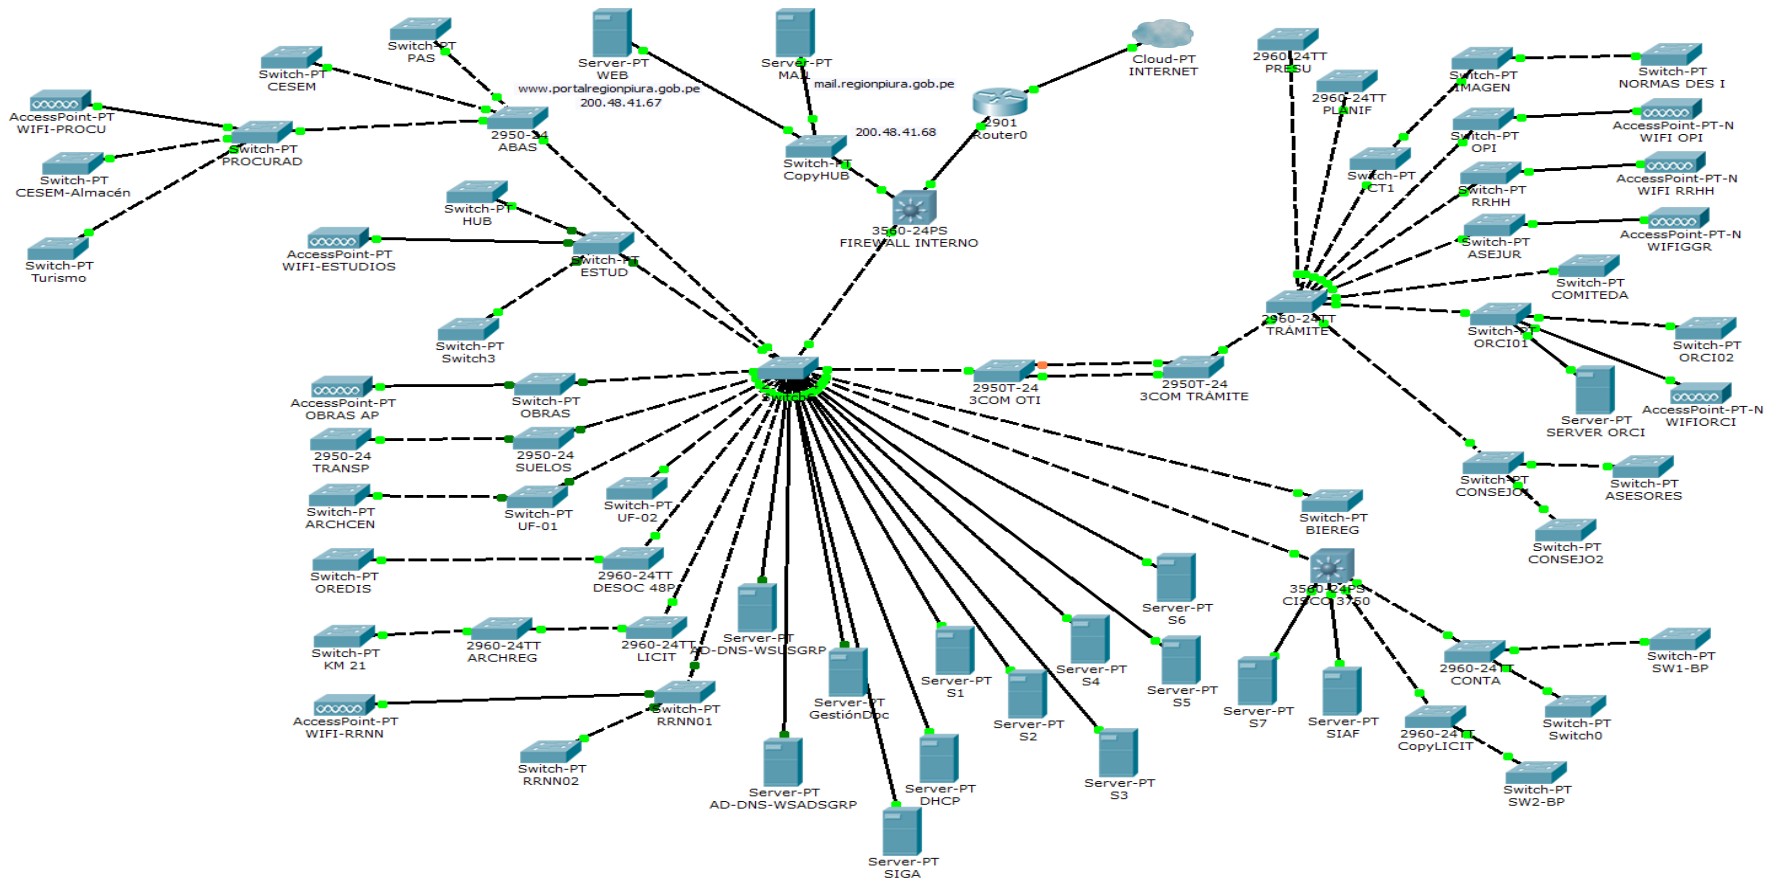 Switch-PT
PAS
Switch-PT
CESEM
AccessPoint-PT
WIFI-PROCU
Switch-PT
PROCURAD
2950-24
ABAS
Switch-PT
CESEM-Almacén
Switch-PT
Turismo
Server-PT
WEB
www.portalregionpiura.gob.pe
200.48.41.67
Server-PT
MAIL
mail.regionpiura.gob.pe
200.48.41.68
Switch-PT
CopyHUB
Cloud-PT
INTERNET
2901
Router0
3560-24PS
FIREWALL INTERNO
Switch-PT
HUB
AccessPoint-PT
WIFI-ESTUDIOS
Switch-PT
ESTUD
Switch-PT
Switch3
2960-24TT
PRESU
2960-24TT
PLANIF
Switch-PT
IMAGEN
Switch-PT
NORMAS DES I
Switch-PT
OPI
AccessPoint-PT-N
WIFI OPI
Switch-PT
CT1
Switch-PT
RRHH
AccessPoint-PT-N
WIFI RRHH
Switch-PT
ASEJUR
AccessPoint-PT-N
WIFIGGR
Switch-PT
COMITEDA
2960-24TT
TRÁMITE
Switch-PT
ORCI01
Switch-PT
ORCI02
Server-PT
SERVER ORCI
AccessPoint-PT-N
WIFIORCI
2950T-24
3COM OTI
2950T-24
3COM TRÁMITE
Switch-PT
CONSEJO1
Switch-PT
ASESORES
Switch-PT
CONSEJO2
AccessPoint-PT
OBRAS AP
Switch-PT
OBRAS
2950-24
TRANSP
2950-24
SUELOS
Switch-PT
ARCHCEN
Switch-PT
UF-01
Switch-PT
UF-02
Switch-PT
OREDIS
2960-24TT
DESOC 48P
Switch-PT
KM 21
2960-24TT
ARCHREG
2960-24TT
LICIT
AccessPoint-PT
WIFI-RRNN
Switch-PT
RRNN01
Switch-PT
RRNN02
Server-PT
AD-DNS-WSUSGRP
Server-PT
GestiónDoc
Server-PT
AD-DNS-WSADSGRP
Server-PT
SIGA
Server-PT
DHCP
Server-PT
S1
Server-PT
S2
Server-PT
S3
Server-PT
S4
Server-PT
S5
Server-PT
S6
Switch-PT
BIEREG
3560-24PS
CISCO 3750
Server-PT
S7
Server-PT
SIAF
2960-24TT
CONTA
Switch-PT
SW1-BP
Switch-PT
Switch0
2960-24TT
CopyLICIT
Switch-PT
SW2-BP